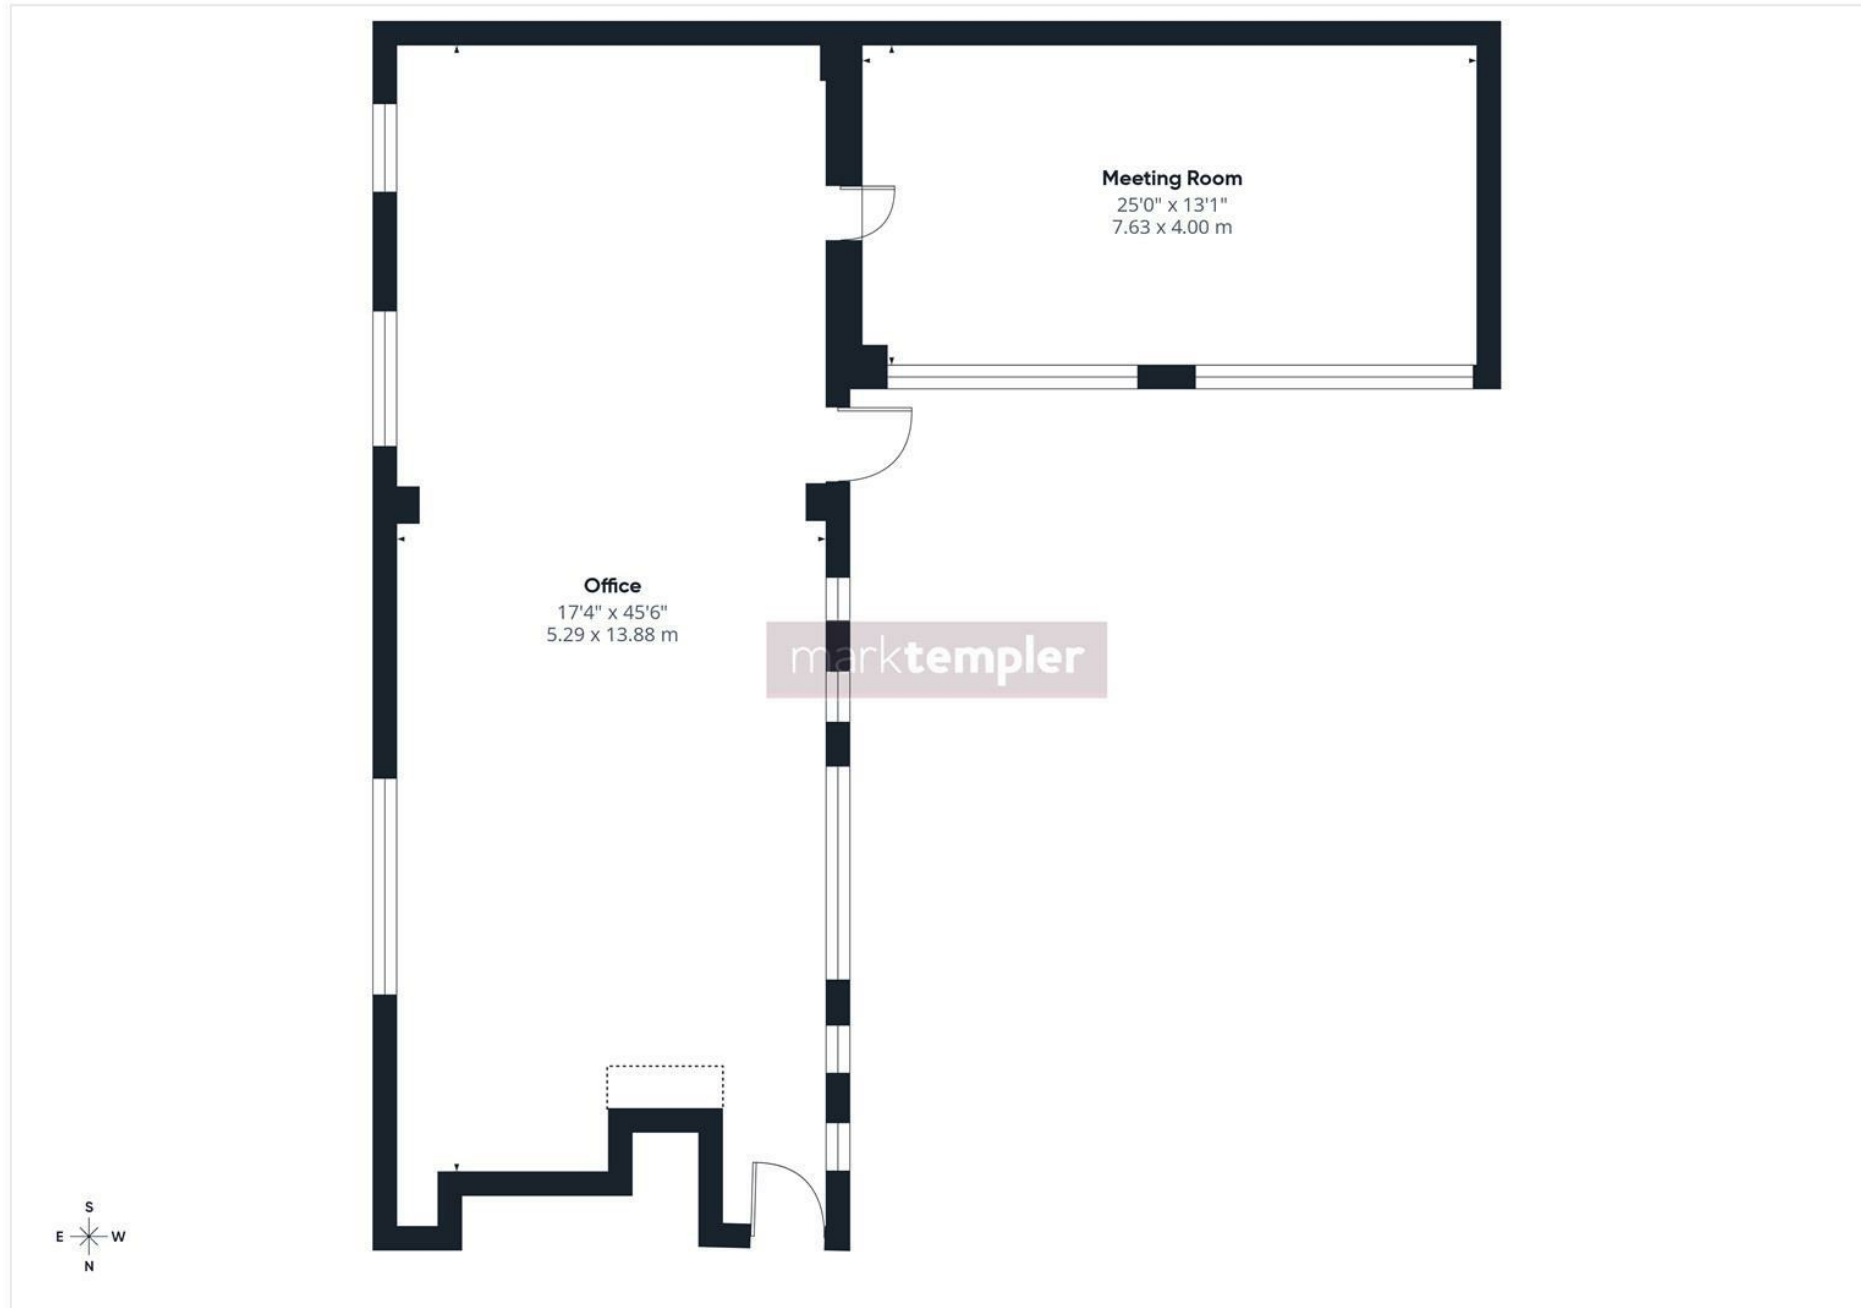 Meeting Room
25'0" x 13'1"
7.63 x 4.00 m
Office
17'4" x 45'6"
5.29 x 13.88 m
marktempler
S
E W
N